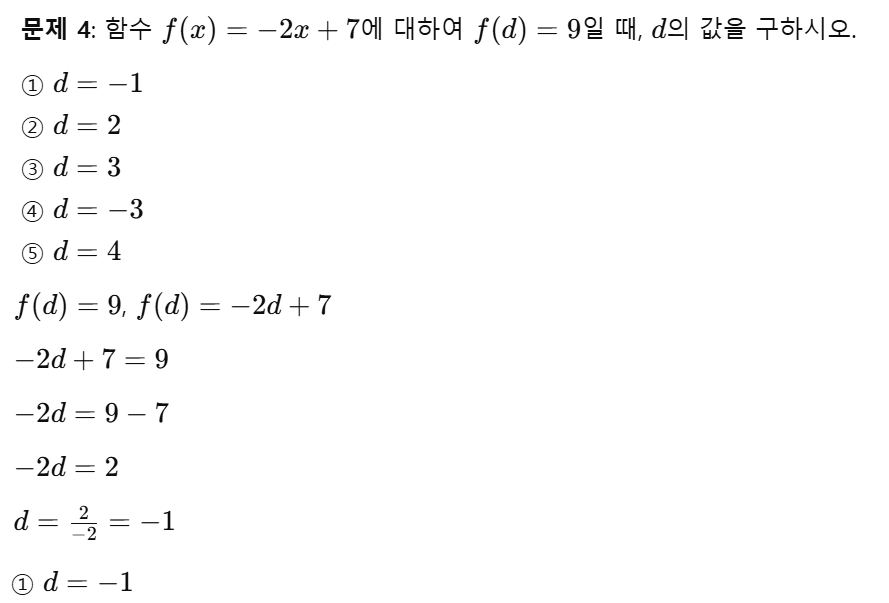 문제 4: 함수 f(x) = −2x + 7에 대하여 f(d) = 9일 때, d의 값을 구하시오.
① d = −1
② d = 2
③ d = 3
④ d = −3
⑤ d = 4
f(d) = 9, f(d) = −2d + 7
−2d + 7 = 9
−2d = 9 − 7
−2d = 2
d = \frac{2}{−2} = −1
① d = −1